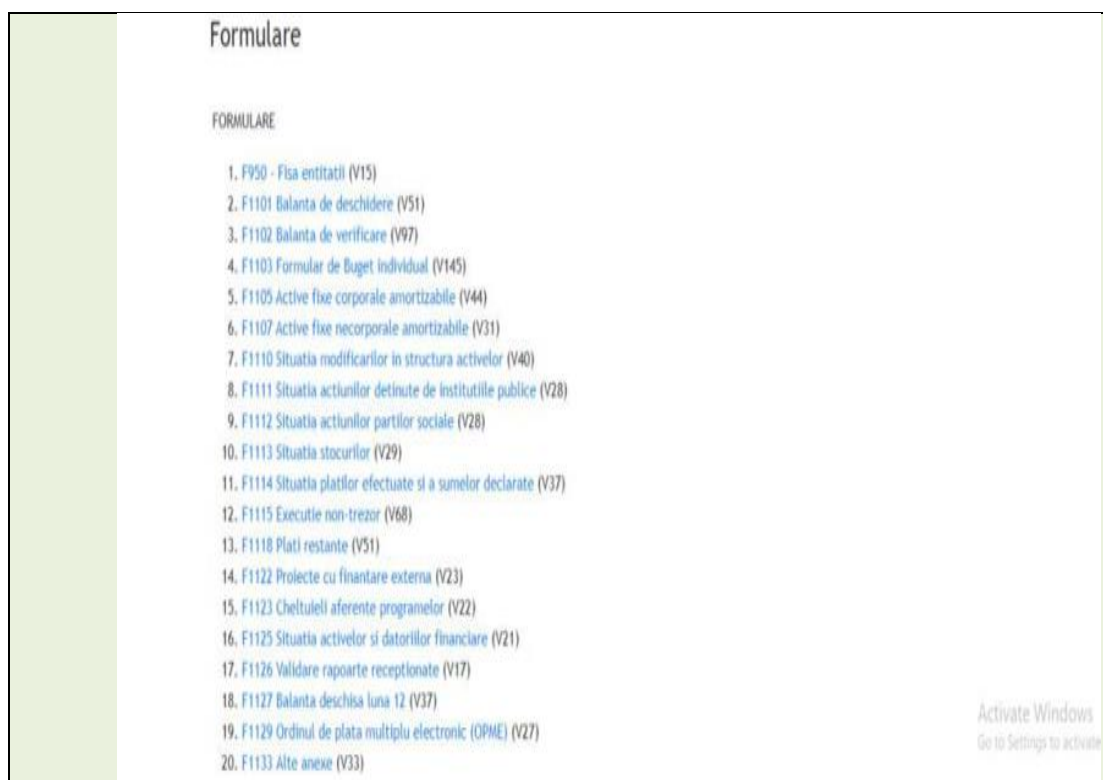 Formulare
FORMULARE
1. F950 - Fisa entitatii (V15)
2. F1101 Balanta de deschidere (V51)
3. F1102 Balanta de verificare (V97)
4. F1103 Formular de Buget individual (V145)
5. F1105 Active fixe corporale amortizabile (V44)
6. F1107 Active fixe necorporale amortizabile (V31)
7. F1110 Situatia modificarilor in structura activelor (V40)
8. F1111 Situatia actiunilor detinute de institutiile publice (V28)
9. F1112 Situatia actiunilor partilor sociale (V28)
10. F1113 Situatia stocurilor (V29)
11. F1114 Situatia platilor efectuate si a sumelor declarate (V37)
12. F1115 Executie non-trezor (V68)
13. F1118 Plati restante (V51)
14. F1122 Proiecte cu finantare externa (V23)
15. F1123 Cheltuieli aferente programelor (V22)
16. F1125 Situatia activelor si datoriilor financiare (V21)
17. F1126 Validare rapoarte receptionate (V17)
18. F1127 Balanta deschisa luna 12 (V37)
19. F1129 Ordinul de plata multiplu electronic (OPME) (V27)
20. F1133 Alte anexe (V33)
Activate Windows
Go to Settings to activate